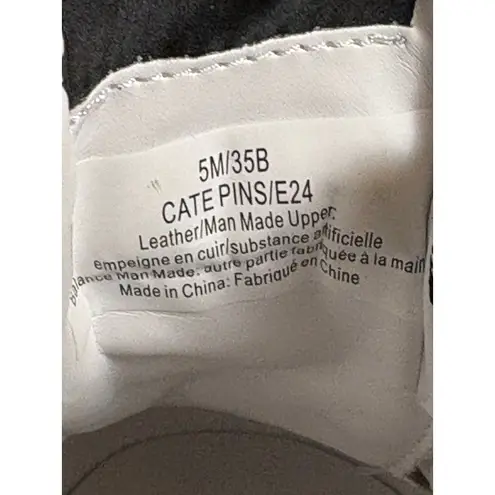 5M/35B
CATE PINS/E24
Leather/Man Made Upper:
empeigne en cuir/substance artificielle
Balance Man Made: autre partie fabriquée à la main
Made in China: Fabriqué en Chine